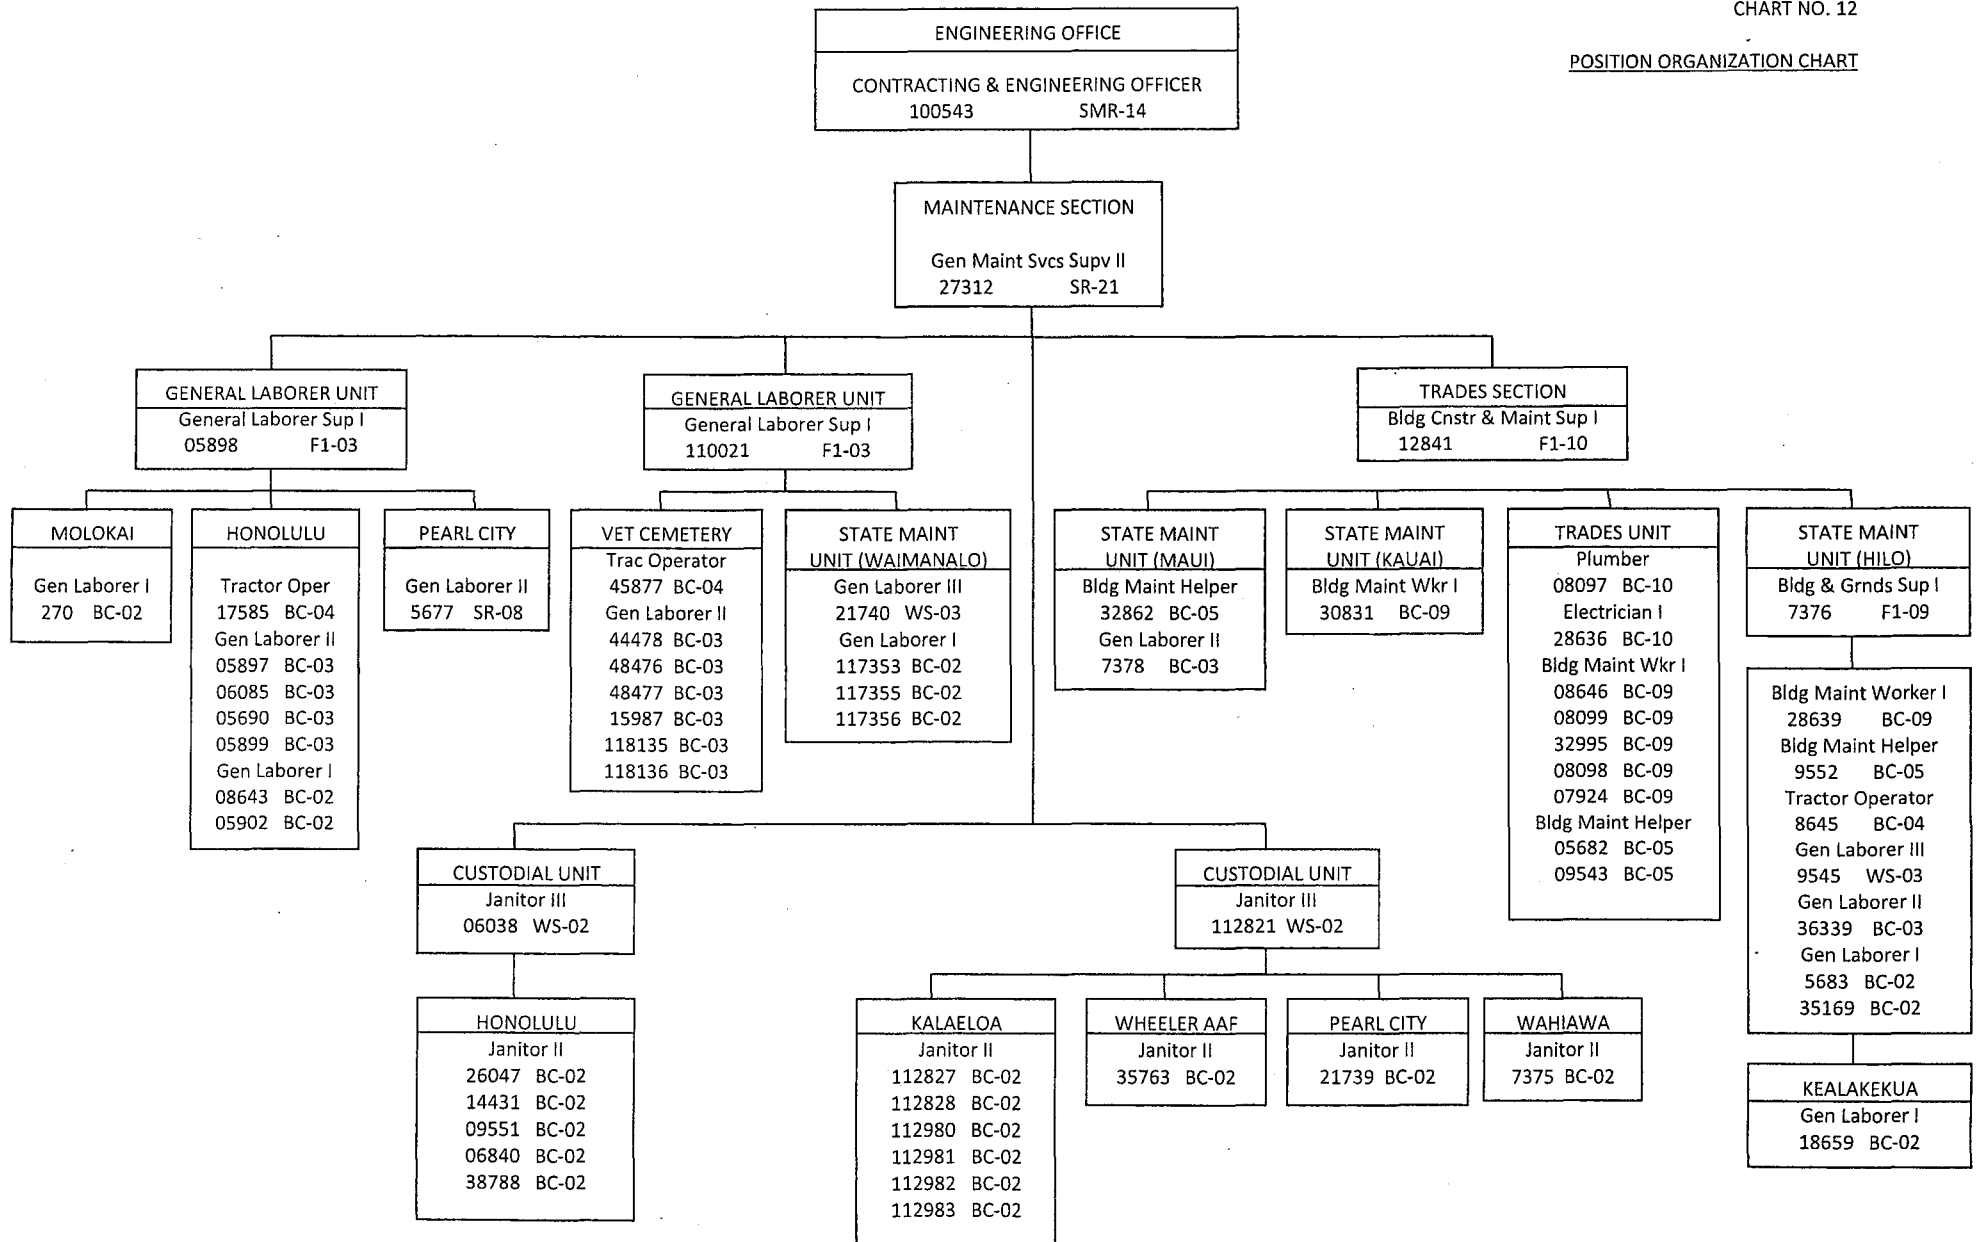 CHART NO. 12
POSITION ORGANIZATION CHART
ENGINEERING OFFICE
CONTRACTING & ENGINEERING OFFICER
100543 SMR-14
MAINTENANCE SECTION
Gen Maint Svcs Supv II
27312 SR-21
GENERAL LABORER UNIT
General Laborer Sup I
05898 F1-03
GENERAL LABORER UNIT
General Laborer Sup I
110021 F1-03
TRADES SECTION
Bldg Cnstr & Maint Sup I
12841 F1-10
MOLOKAI
Gen Laborer I
270 BC-02
HONOLULU
Tractor Oper
17585 BC-04
Gen Laborer II
05897 BC-03
06085 BC-03
05690 BC-03
05899 BC-03
Gen Laborer I
08643 BC-02
05902 BC-02
PEARL CITY
Gen Laborer II
5677 SR-08
VET CEMETERY
Trac Operator
45877 BC-04
Gen Laborer II
44478 BC-03
48476 BC-03
48477 BC-03
15987 BC-03
118135 BC-03
118136 BC-03
STATE MAINT
UNIT (WAIMANALO)
Gen Laborer III
21740 WS-03
Gen Laborer I
117353 BC-02
117355 BC-02
117356 BC-02
STATE MAINT
UNIT (MAUI)
Bldg Maint Helper
32862 BC-05
Gen Laborer II
7378 BC-03
STATE MAINT
UNIT (KAUAI)
Bldg Maint Wkr I
30831 BC-09
TRADES UNIT
Plumber
08097 BC-10
Electrician I
28636 BC-10
Bldg Maint Wkr I
08646 BC-09
08099 BC-09
32995 BC-09
08098 BC-09
07924 BC-09
Bldg Maint Helper
05682 BC-05
09543 BC-05
STATE MAINT
UNIT (HILO)
Bldg & Grnds Sup I
7376 F1-09
Bldg Maint Worker I
28639 BC-09
Bldg Maint Helper
9552 BC-05
Tractor Operator
8645 BC-04
Gen Laborer III
9545 WS-03
Gen Laborer II
36339 BC-03
Gen Laborer I
5683 BC-02
35169 BC-02
KEALAKEKUA
Gen Laborer I
18659 BC-02
CUSTODIAL UNIT
Janitor III
06038 WS-02
HONOLULU
Janitor II
26047 BC-02
14431 BC-02
09551 BC-02
06840 BC-02
38788 BC-02
CUSTODIAL UNIT
Janitor III
112821 WS-02
KALAELOA
Janitor II
112827 BC-02
112828 BC-02
112980 BC-02
112981 BC-02
112982 BC-02
112983 BC-02
WHEELER AAF
Janitor II
35763 BC-02
PEARL CITY
Janitor II
21739 BC-02
WAHIAWA
Janitor II
7375 BC-02